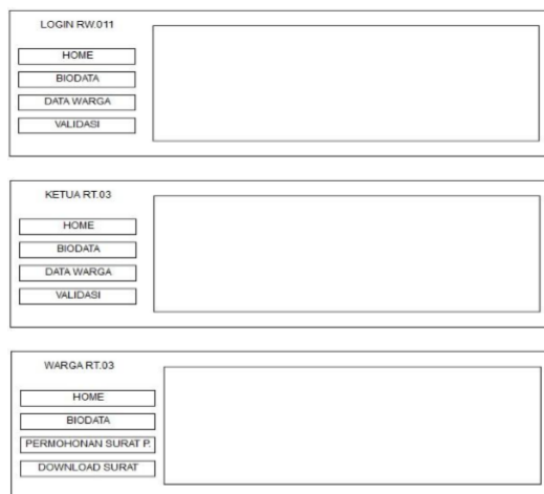 LOGIN RW.011
HOME
BIODATA
DATA WARGA
VALIDASI
KETUA RT.03
HOME
BIODATA
DATA WARGA
VALIDASI
WARGA RT.03
HOME
BIODATA
PERMOHONAN SURAT P.
DOWNLOAD SURAT